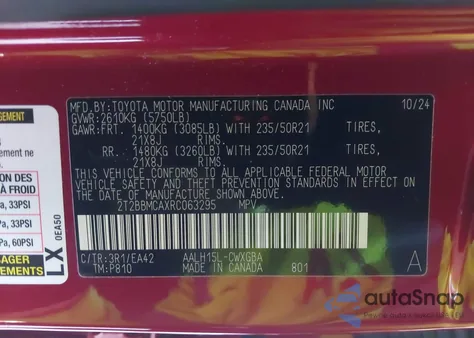 MFD.BY:TOYOTA MOTOR MANUFACTURING CANADA INC 10/24
GVWR:2610KG (5750LB)
GAWR:FRT. 1400KG (3085LB) WITH 235/50R21 TIRES,
21X8J RIMS.
RR. 1480KG (3260LB) WITH 235/50R21 TIRES,
21X8J RIMS.
THIS VEHICLE CONFORMS TO ALL APPLICABLE FEDERAL MOTOR
VEHICLE SAFETY AND THEFT PREVENTION STANDARDS IN EFFECT
ON THE DATE OF MANUFACTURE SHOWN ABOVE.
2T2BBMCAXRC063295 MPV
C/TR:3R1/EA42 AALH15L-CWXGBA
TM:P810 MADE IN CANADA 801 A
GEMENT
ON DES
À FROID
a, 33PSI
a, 33PSI
Pa, 60PSI
AGER
NEMENTS
LX 0EA50
autoSnap